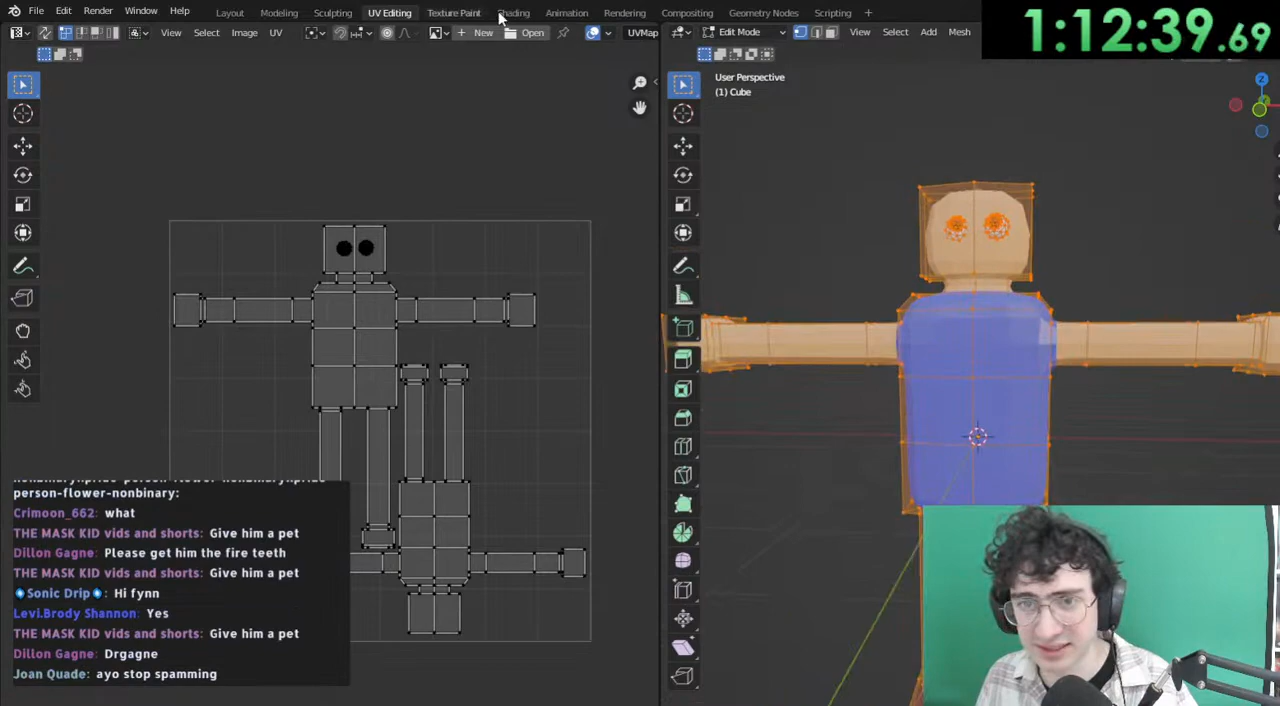 File Edit Render Window Help Layout Modeling Sculpting UV Editing Texture Paint Shading Animation Rendering Compositing Geometry Nodes Scripting +
1:12:39.69
View Select Image UV New Open UVMap Edit Mode View Select Add Mesh
User Perspective
(1) Cube
Z
person-flower-nonbinary:
Crimoon_662: what
THE MASK KID vids and shorts: Give him a pet
Dillon Gagne: Please get him the fire teeth
THE MASK KID vids and shorts: Give him a pet
Sonic Drip: Hi fynn
Levi.Brody Shannon: Yes
THE MASK KID vids and shorts: Give him a pet
Dillon Gagne: Drgagne
Joan Quade: ayo stop spamming